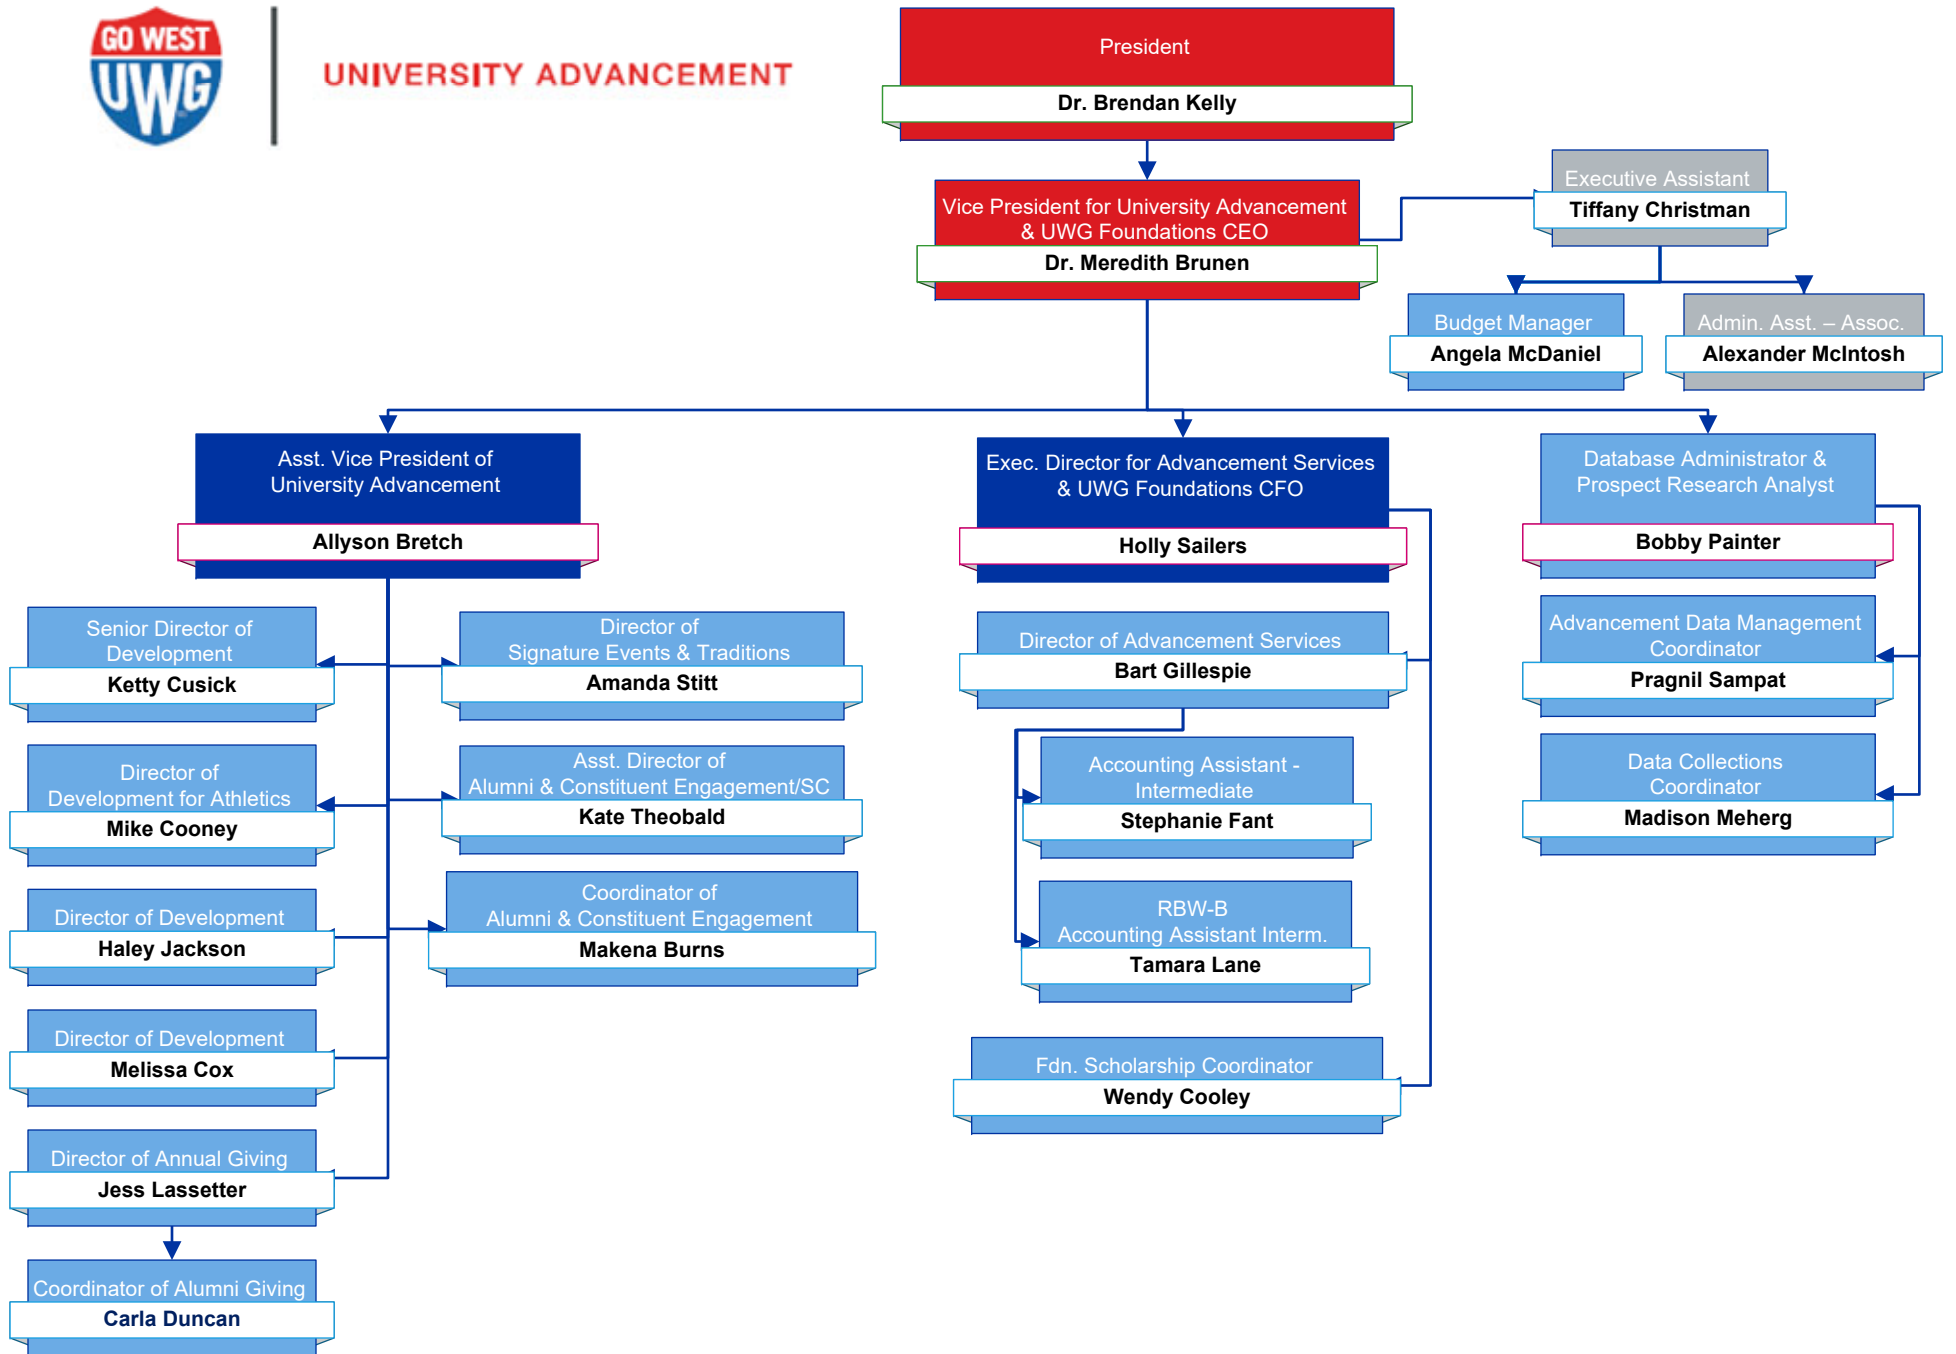 GO WEST
UWG
UNIVERSITY ADVANCEMENT
President
Dr. Brendan Kelly
Vice President for University Advancement
& UWG Foundations CEO
Dr. Meredith Brunen
Executive Assistant
Tiffany Christman
Budget Manager
Angela McDaniel
Admin. Asst. – Assoc.
Alexander McIntosh
Asst. Vice President of
University Advancement
Allyson Bretch
Exec. Director for Advancement Services
& UWG Foundations CFO
Holly Sailers
Database Administrator &
Prospect Research Analyst
Bobby Painter
Senior Director of
Development
Ketty Cusick
Director of
Signature Events & Traditions
Amanda Stitt
Director of Advancement Services
Bart Gillespie
Advancement Data Management
Coordinator
Pragnil Sampat
Director of
Development for Athletics
Mike Cooney
Asst. Director of
Alumni & Constituent Engagement/SC
Kate Theobald
Accounting Assistant -
Intermediate
Stephanie Fant
Data Collections
Coordinator
Madison Meherg
Director of Development
Haley Jackson
Coordinator of
Alumni & Constituent Engagement
Makena Burns
RBW-B
Accounting Assistant Interm.
Tamara Lane
Director of Development
Melissa Cox
Fdn. Scholarship Coordinator
Wendy Cooley
Director of Annual Giving
Jess Lassetter
Coordinator of Alumni Giving
Carla Duncan